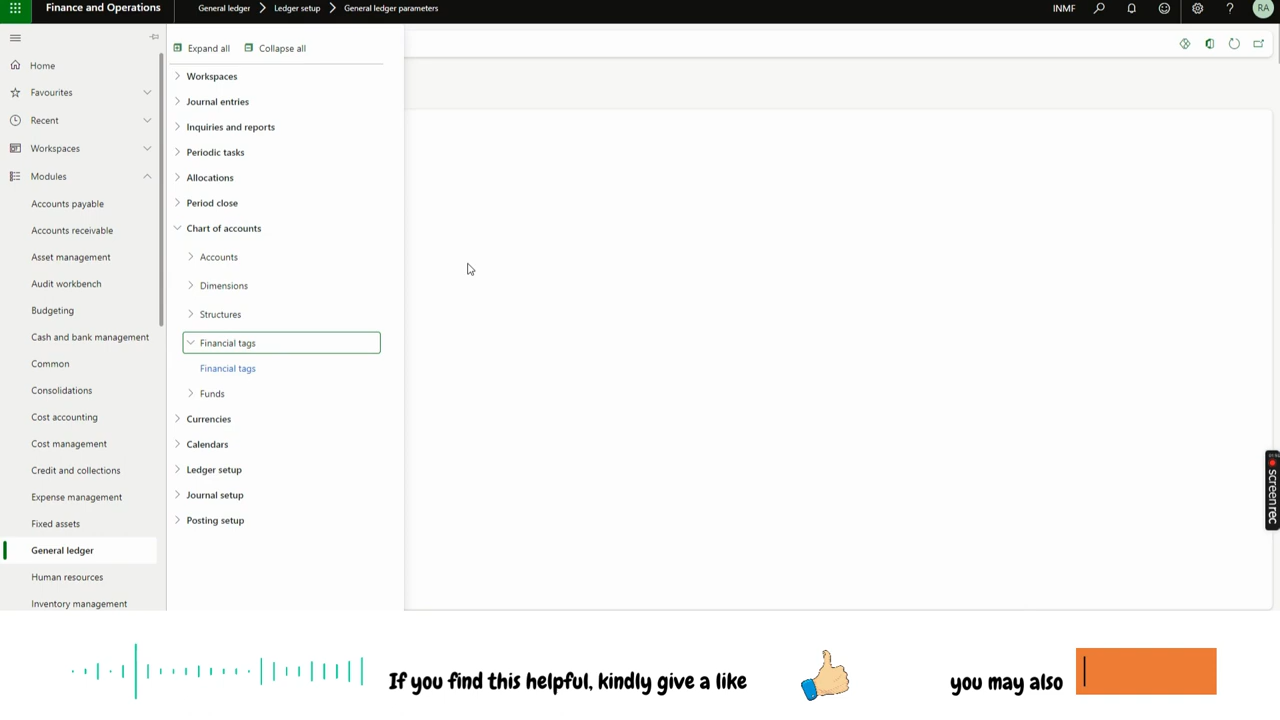 Finance and Operations
General ledger > Ledger setup > General ledger parameters
INMF
?
RA
Expand all
Collapse all
Home
Favourites
Recent
Workspaces
Modules
Accounts payable
Accounts receivable
Asset management
Audit workbench
Budgeting
Cash and bank management
Common
Consolidations
Cost accounting
Cost management
Credit and collections
Expense management
Fixed assets
General ledger
Human resources
Inventory management
Workspaces
Journal entries
Inquiries and reports
Periodic tasks
Allocations
Period close
Chart of accounts
Accounts
Dimensions
Structures
Financial tags
Financial tags
Funds
Currencies
Calendars
Ledger setup
Journal setup
Posting setup
screenrec
If you find this helpful, kindly give a like
you may also